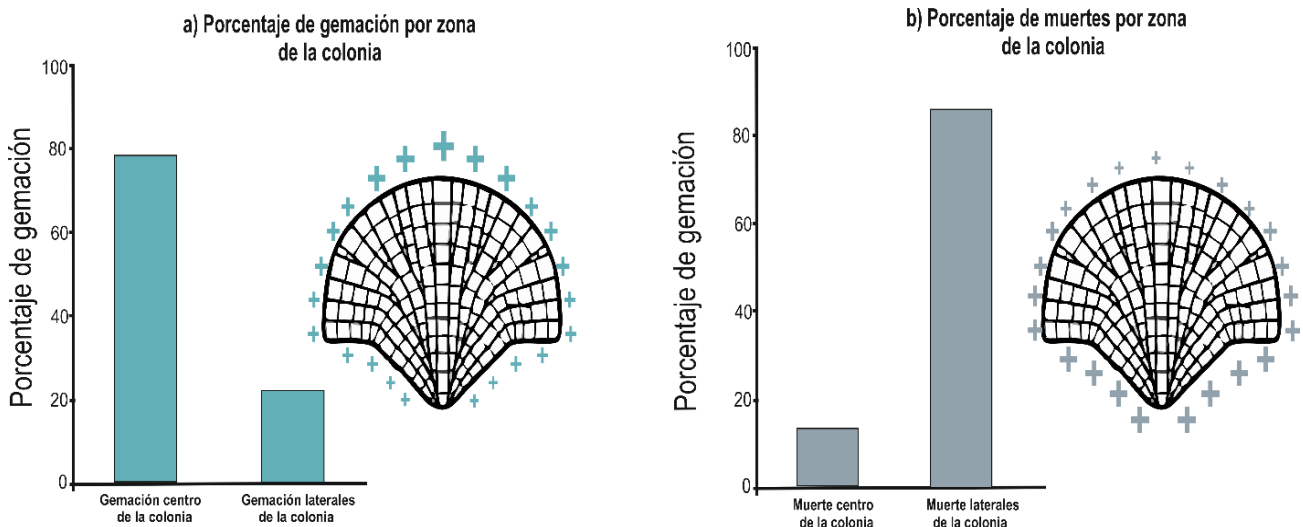 a) Porcentaje de gemación por zona
de la colonia
Porcentaje de gemación
100
80
60
40
20
0
Gemación centro
de la colonia
Gemación laterales
de la colonia
b) Porcentaje de muertes por zona
de la colonia
Porcentaje de gemación
100
80
60
40
20
0
Muerte centro
de la colonia
Muerte laterales
de la colonia